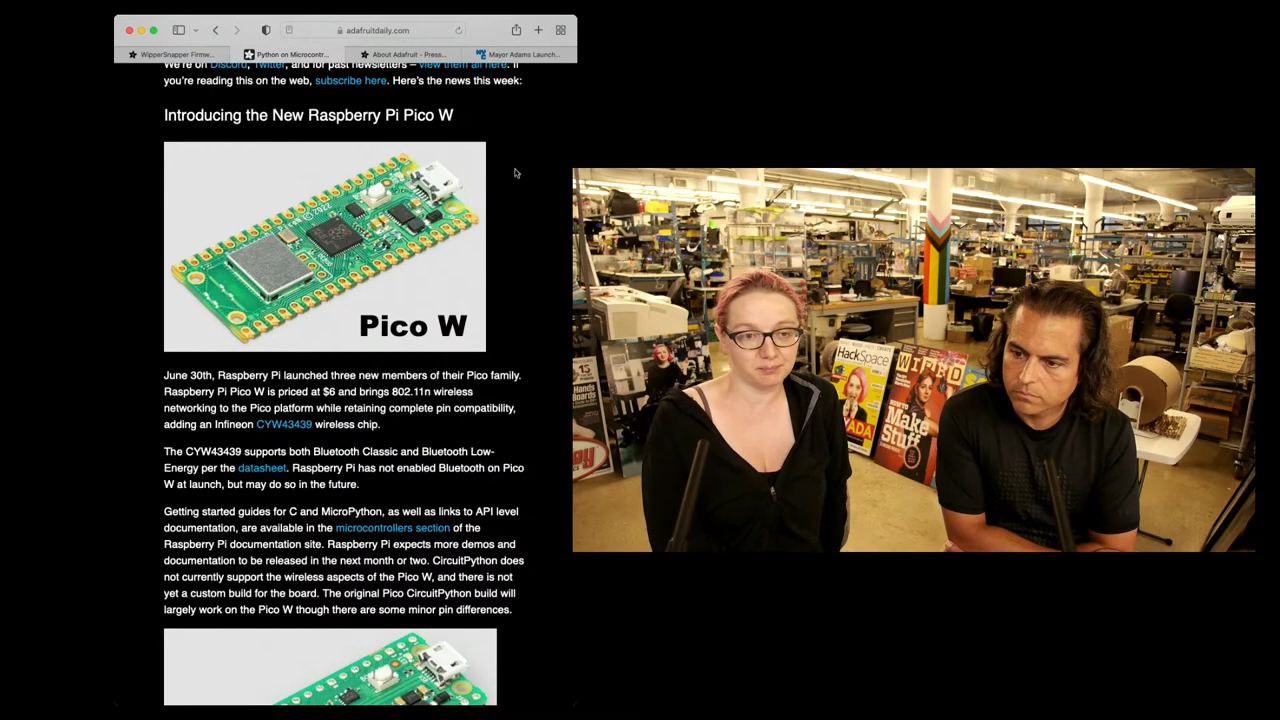 adafruitdaily.com
WipperSnapper Firmw...
Python on Microcontr...
About Adafruit - Press...
Mayor Adams Launch...
We're on Discord, Twitter, and for past newsletters – view them all here. If
you're reading this on the web, subscribe here. Here's the news this week:
Introducing the New Raspberry Pi Pico W
©2022
Pico W
June 30th, Raspberry Pi launched three new members of their Pico family.
Raspberry Pi Pico W is priced at $6 and brings 802.11n wireless
networking to the Pico platform while retaining complete pin compatibility,
adding an Infineon CYW43439 wireless chip.
The CYW43439 supports both Bluetooth Classic and Bluetooth Low-
Energy per the datasheet. Raspberry Pi has not enabled Bluetooth on Pico
W at launch, but may do so in the future.
Getting started guides for C and MicroPython, as well as links to API level
documentation, are available in the microcontrollers section of the
Raspberry Pi documentation site. Raspberry Pi expects more demos and
documentation to be released in the next month or two. CircuitPython does
not currently support the wireless aspects of the Pico W, and there is not
yet a custom build for the board. The original Pico CircuitPython build will
largely work on the Pico W though there are some minor pin differences.
HackSpace
WIRED
How to
Make
Stuff
15
Hands
Boards